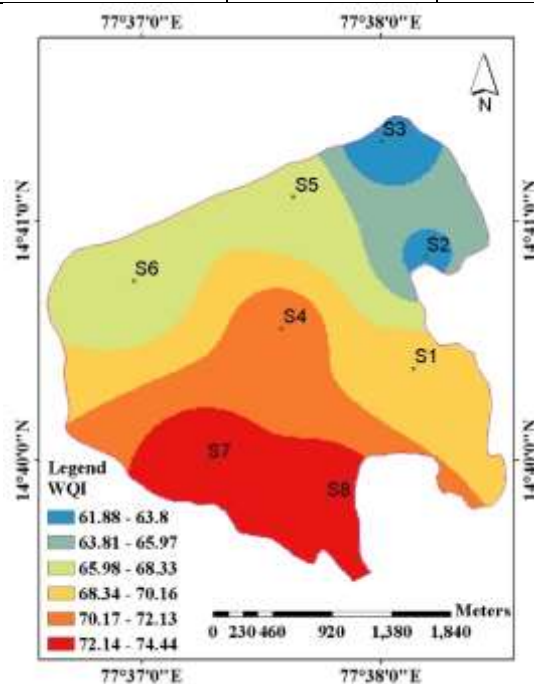 77°37'0"E 77°38'0"E
N
S3
S5
14°41'0"N 14°41'0"N
S2
S6
S4
S1
14°40'0"N 14°40'0"N
S7
S8
Legend
WQI
61.88 - 63.8
63.81 - 65.97
65.98 - 68.33
68.34 - 70.16
70.17 - 72.13
72.14 - 74.44
Meters
0 230 460 920 1,380 1,840
77°37'0"E 77°38'0"E